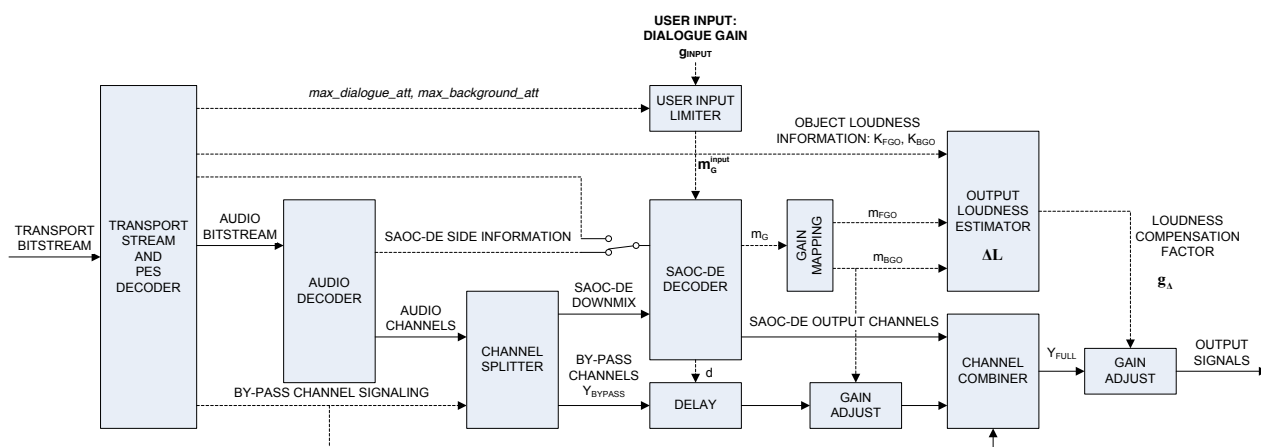 USER INPUT:
DIALOGUE GAIN
gINPUT
max_dialogue_att, max_background_att
USER INPUT
LIMITER
OBJECT LOUDNESS
INFORMATION: KFGO, KBGO
mG input
TRANSPORT
BITSTREAM
TRANSPORT
STREAM
AND
PES
DECODER
AUDIO
BITSTREAM
AUDIO
DECODER
SAOC-DE SIDE INFORMATION
SAOC-DE
DECODER
mG
GAIN
MAPPING
mFGO
mBGO
OUTPUT
LOUDNESS
ESTIMATOR
ΔL
LOUDNESS
COMPENSATION
FACTOR
gΔ
AUDIO
CHANNELS
CHANNEL
SPLITTER
SAOC-DE
DOWNMIX
SAOC-DE OUTPUT CHANNELS
BY-PASS
CHANNELS
YBYPASS
BY-PASS CHANNEL SIGNALING
d
DELAY
GAIN
ADJUST
CHANNEL
COMBINER
YFULL
GAIN
ADJUST
OUTPUT
SIGNALS